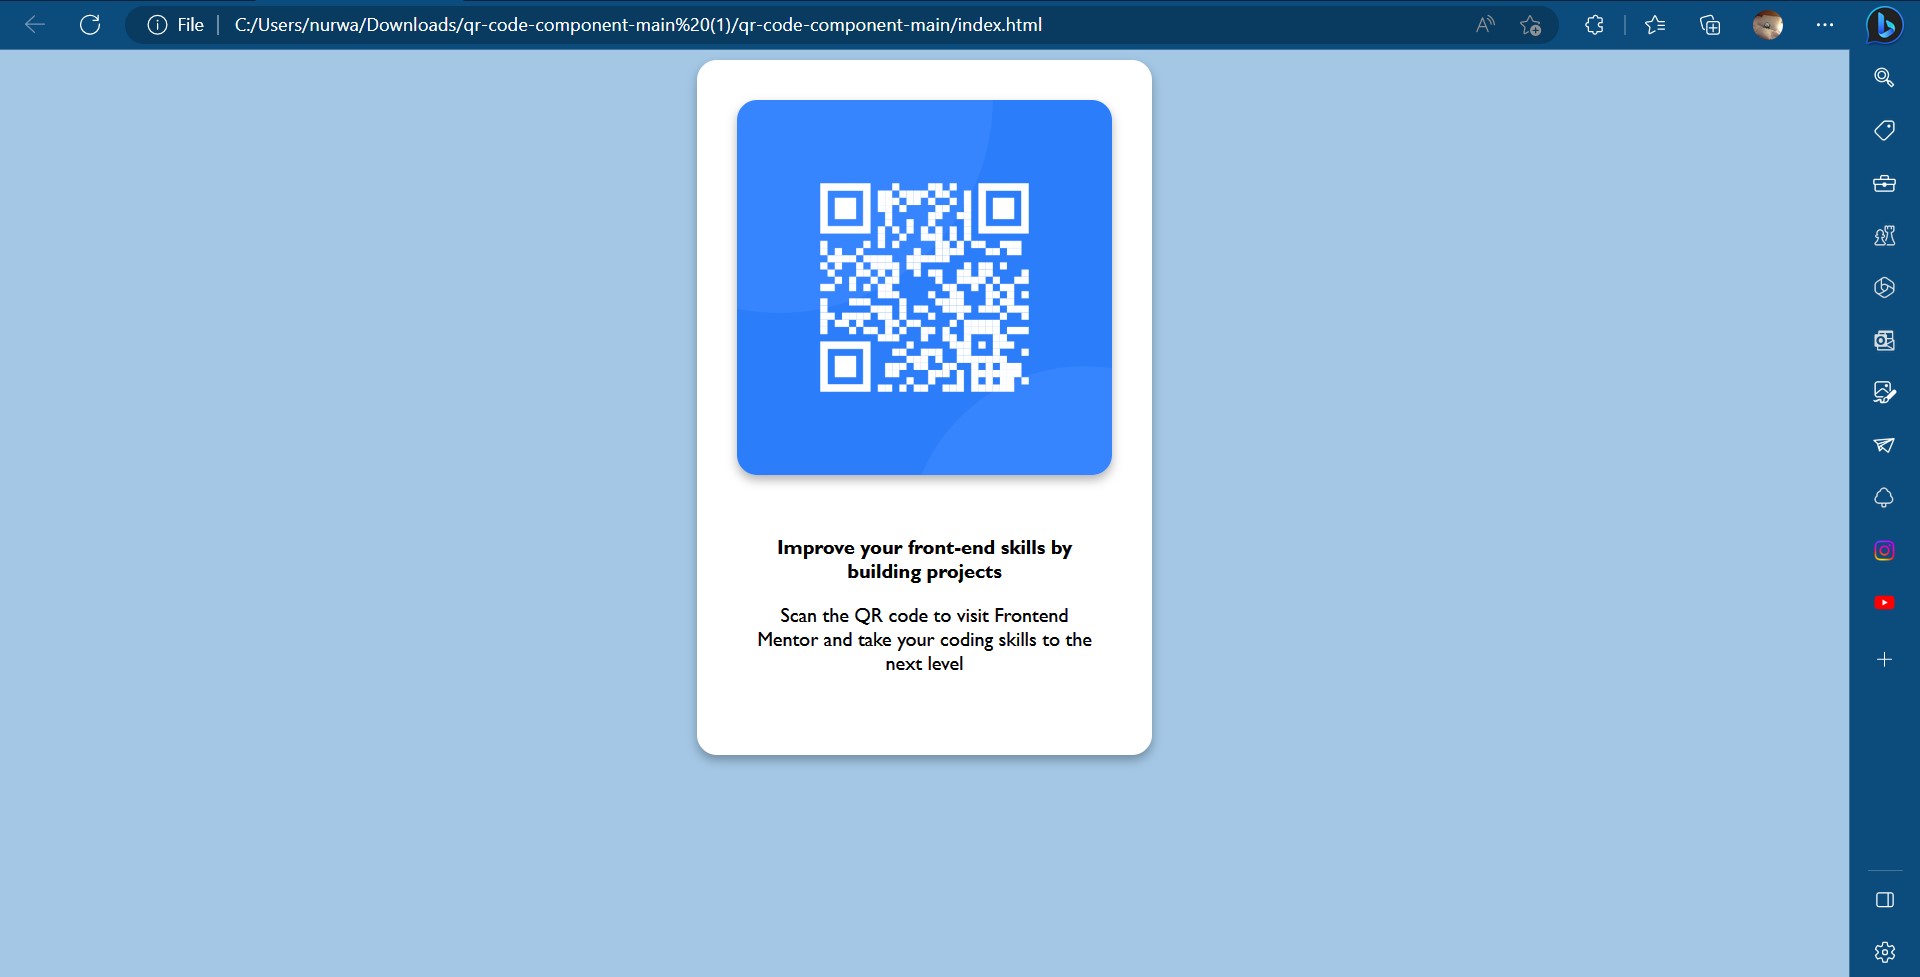 File
C:/Users/nurwa/Downloads/qr-code-component-main%20(1)/qr-code-component-main/index.html
Improve your front-end skills by
building projects
Scan the QR code to visit Frontend
Mentor and take your coding skills to the
next level